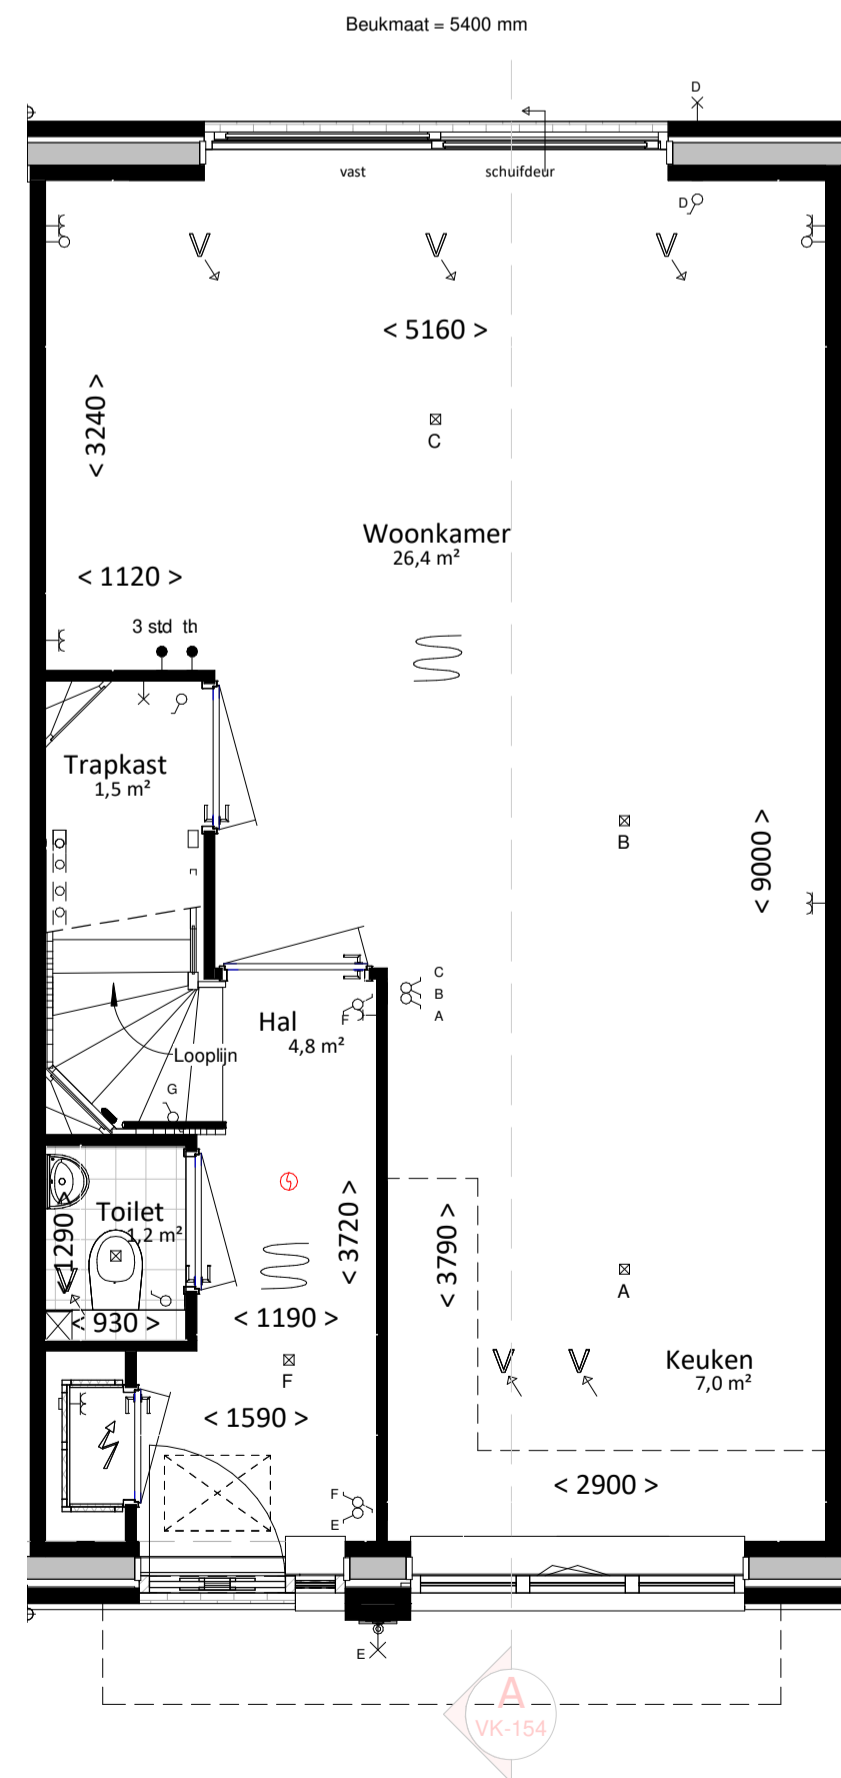 Beukmaat = 5400 mm
D
vast
schuifdeur
D
V
V
V
< 5160 >
< 3240 >
C
Woonkamer
26,4 m²
< 1120 >
3 std
th
Trapkast
1,5 m²
B
< 9000 >
C
B
A
Hal
4,8 m²
F
Looplijn
G
Toilet
1,2 m²
< 1290 >
V
< 930 >
< 3720 >
< 3790 >
< 1190 >
A
F
V
V
Keuken
7,0 m²
< 1590 >
< 2900 >
F
E
E
A
VK-154